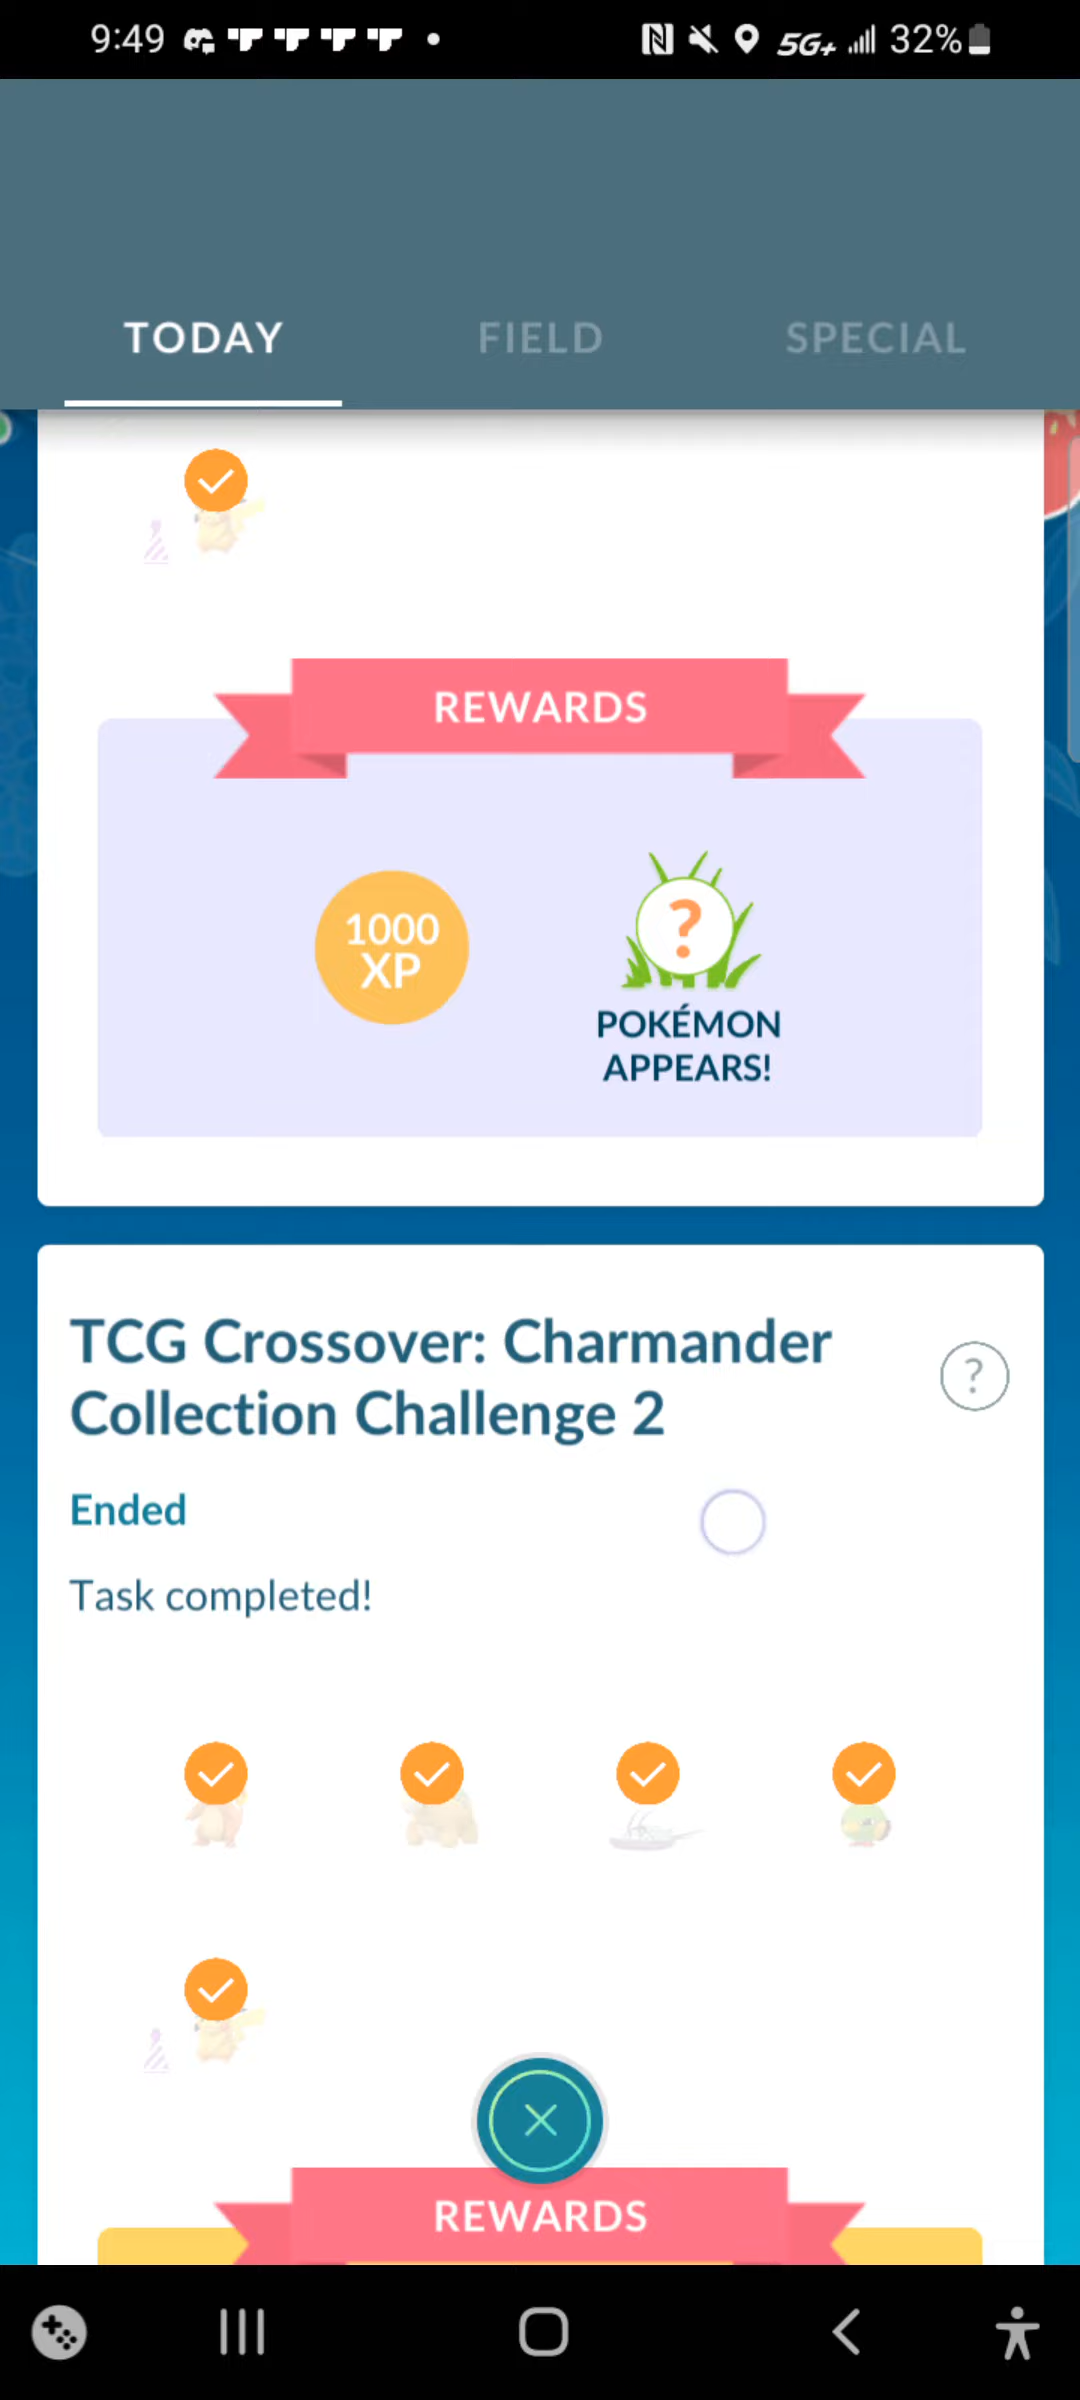 9:49
5G+ 32%
TODAY FIELD SPECIAL
REWARDS
1000
XP
?
POKÉMON
APPEARS!
TCG Crossover: Charmander
Collection Challenge 2
?
Ended
Task completed!
REWARDS